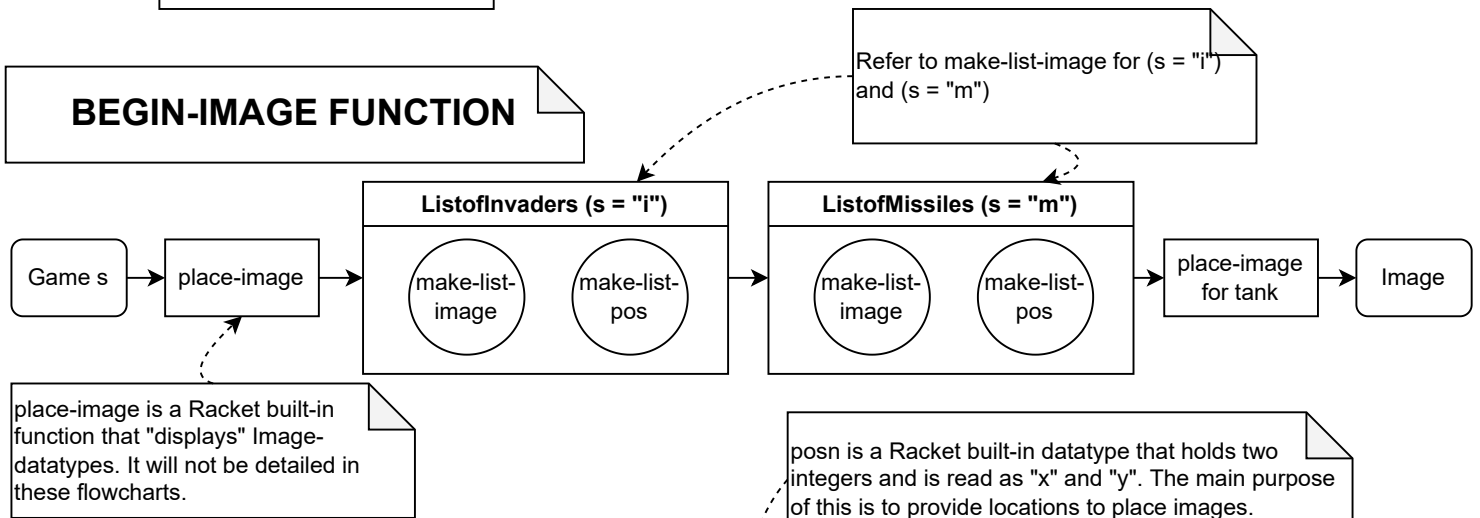 Refer to make-list-image for (s = "i")
and (s = "m")
BEGIN-IMAGE FUNCTION
ListofInvaders (s = "i")
ListofMissiles (s = "m")
Game s
place-image
make-list-
image
make-list-
pos
make-list-
image
make-list-
pos
place-image
for tank
Image
place-image is a Racket built-in
function that "displays" Image-
datatypes. It will not be detailed in
these flowcharts.
posn is a Racket built-in datatype that holds two
integers and is read as "x" and "y". The main purpose
of this is to provide locations to place images.